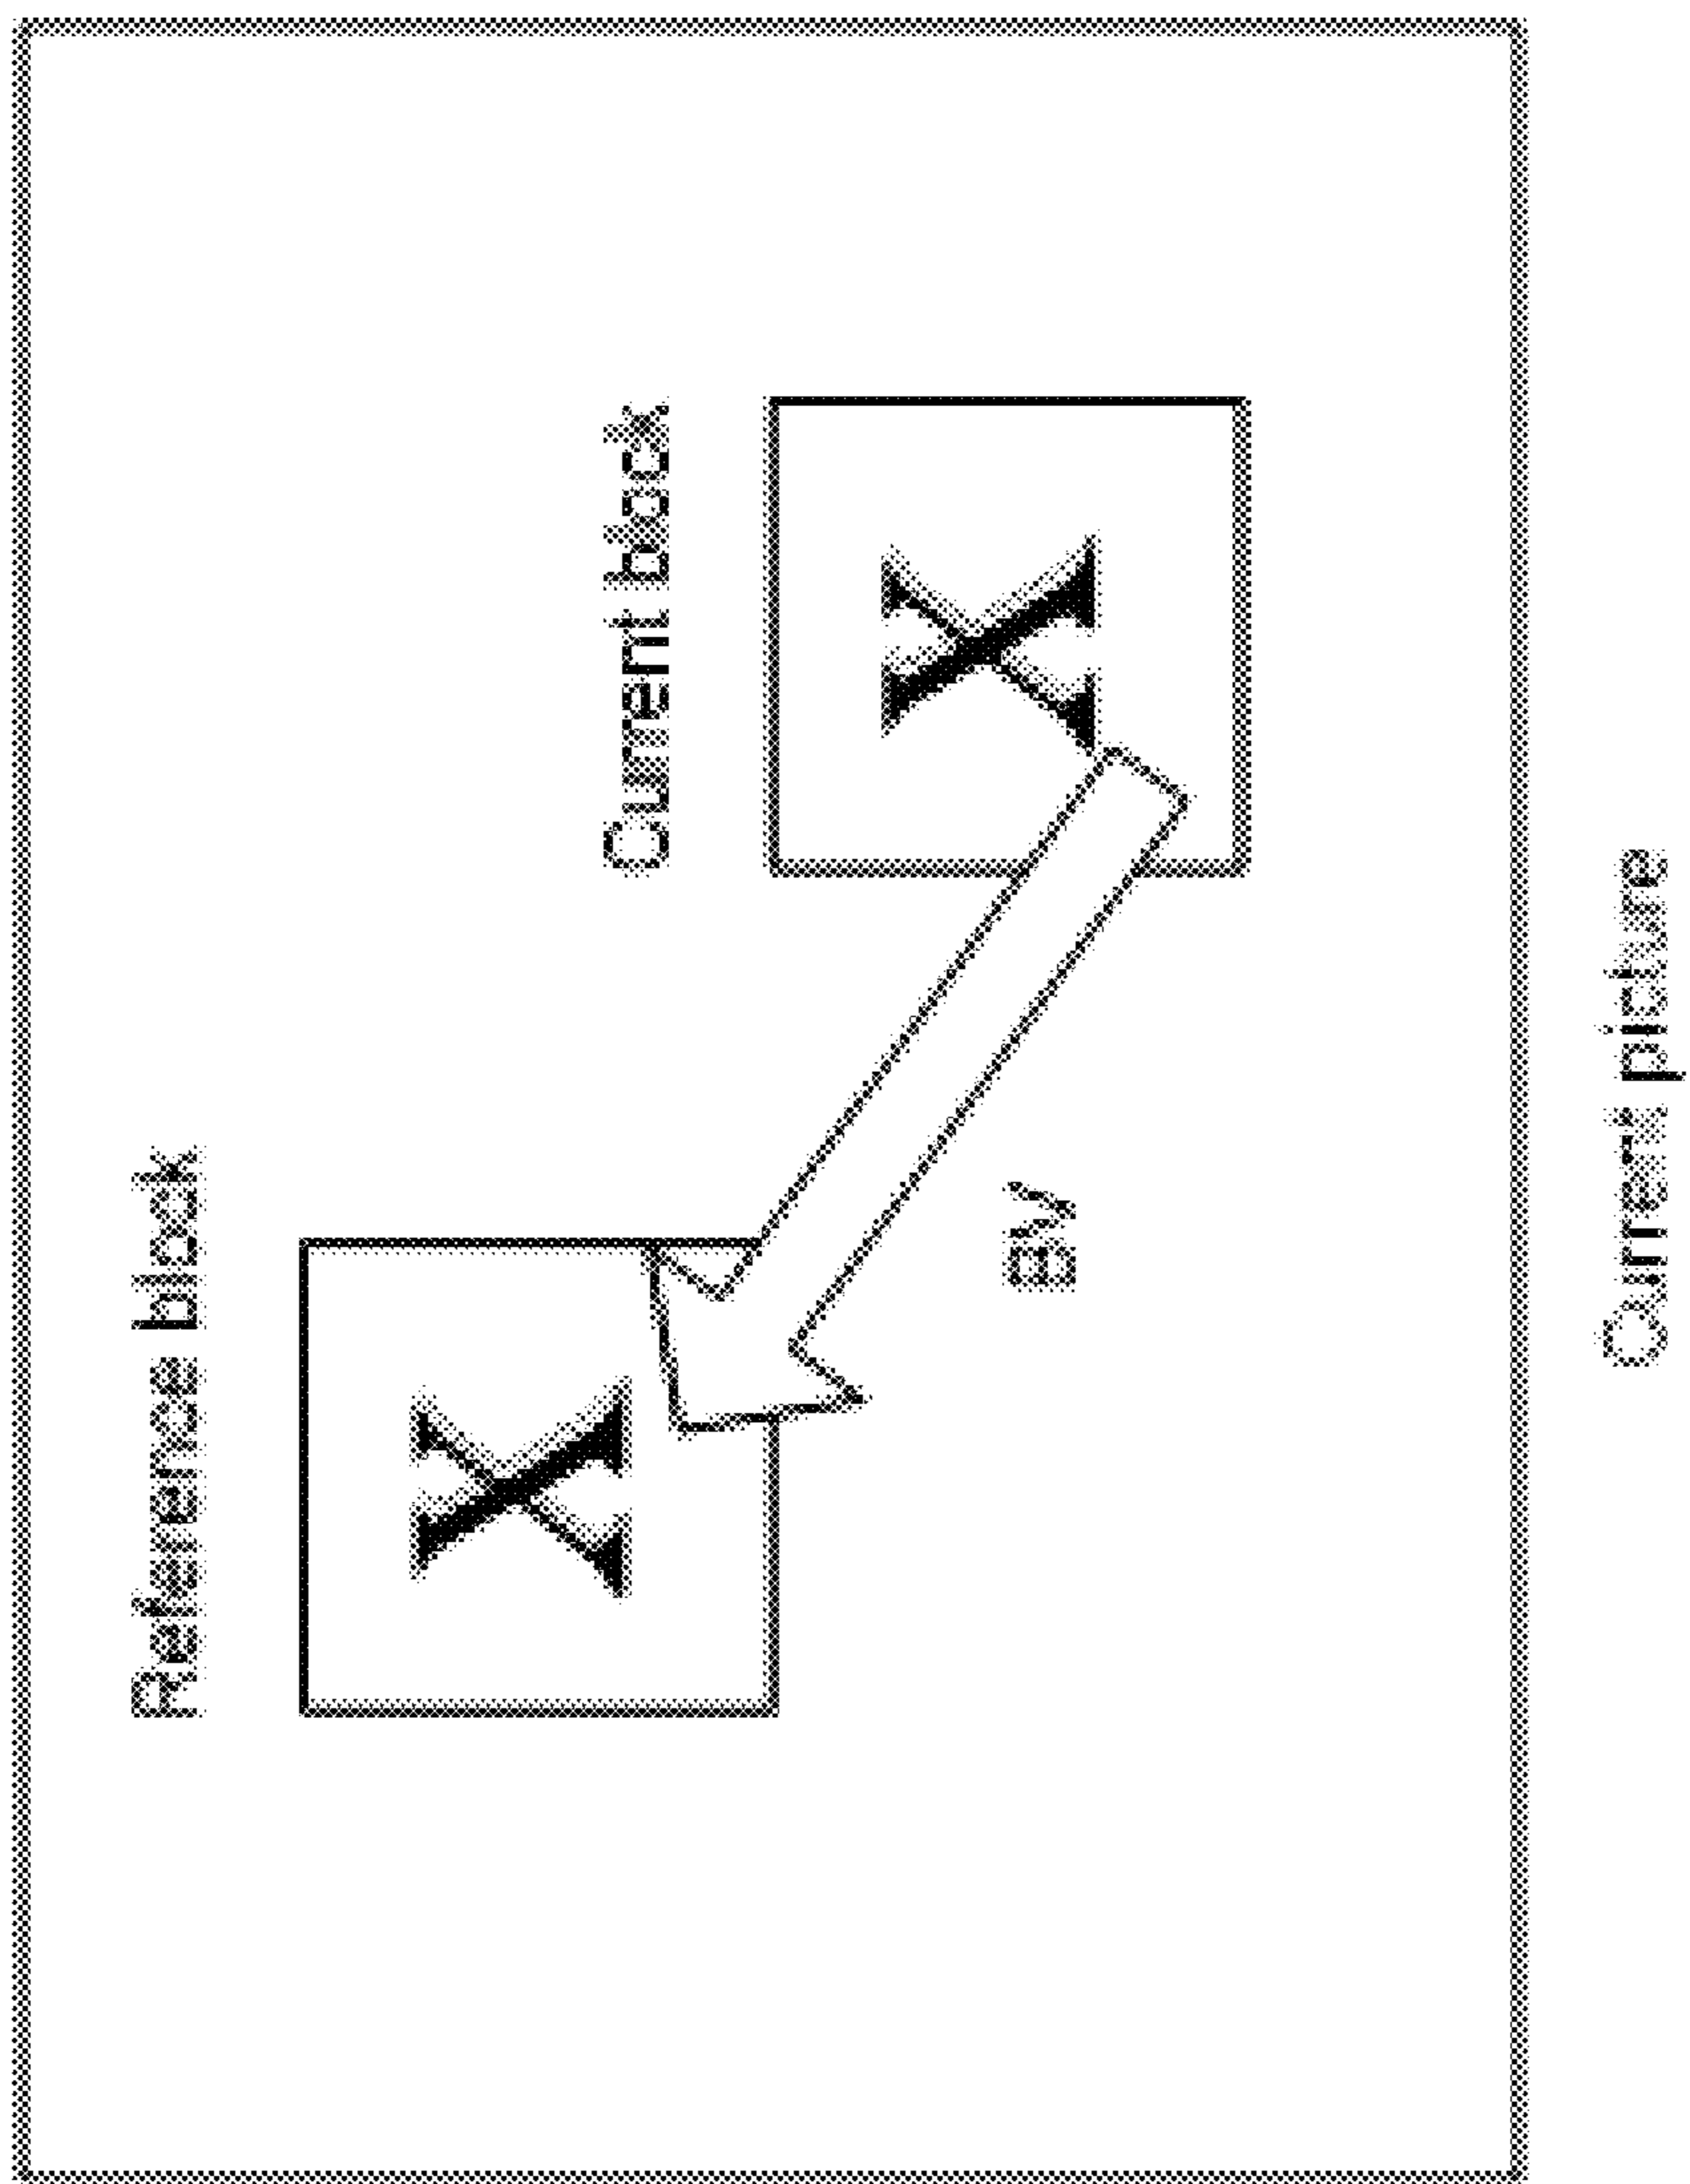 Reference block
X
Current block
X
BV
Current picture